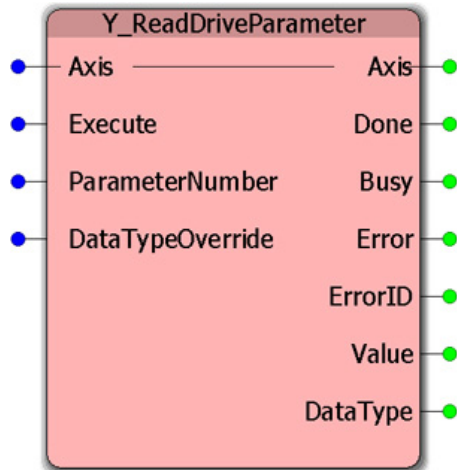 Y_ReadDriveParameter
Axis Axis
Execute Done
ParameterNumber Busy
DataTypeOverride Error
ErrorID
Value
DataType